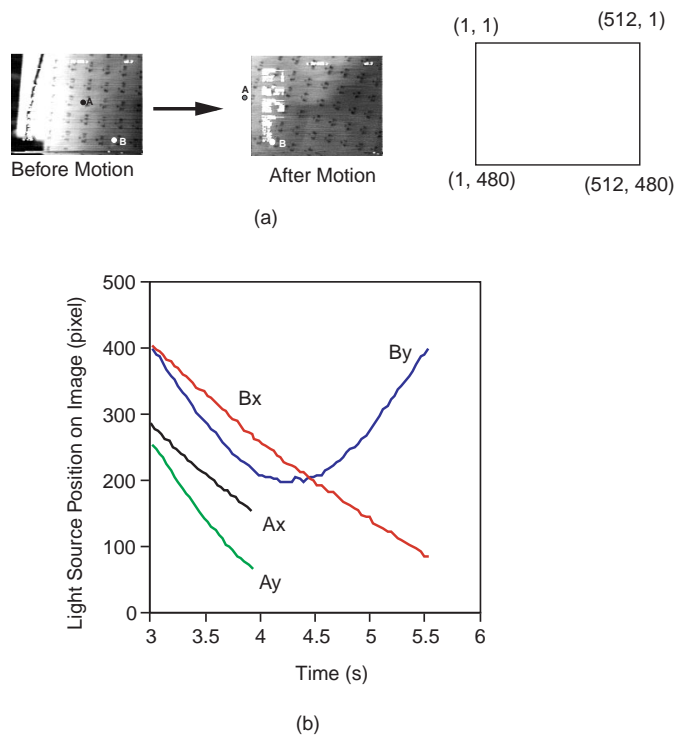 (1, 1)
(512, 1)
A
B
A
B
(1, 480)
(512, 480)
Before Motion
After Motion
(a)
Light Source Position on Image (pixel)
500
400
300
200
100
0
By
Bx
Ax
Ay
3
3.5
4
4.5
5
5.5
6
Time (s)
(b)